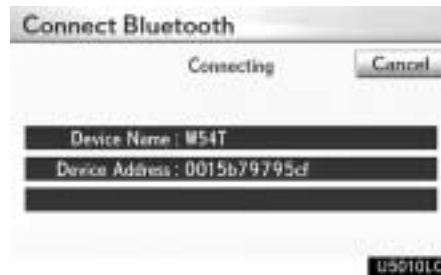 Connect Bluetooth
Connecting
Cancel
Device Name : W54T
Device Address : 0015b79795cf
U5010LC